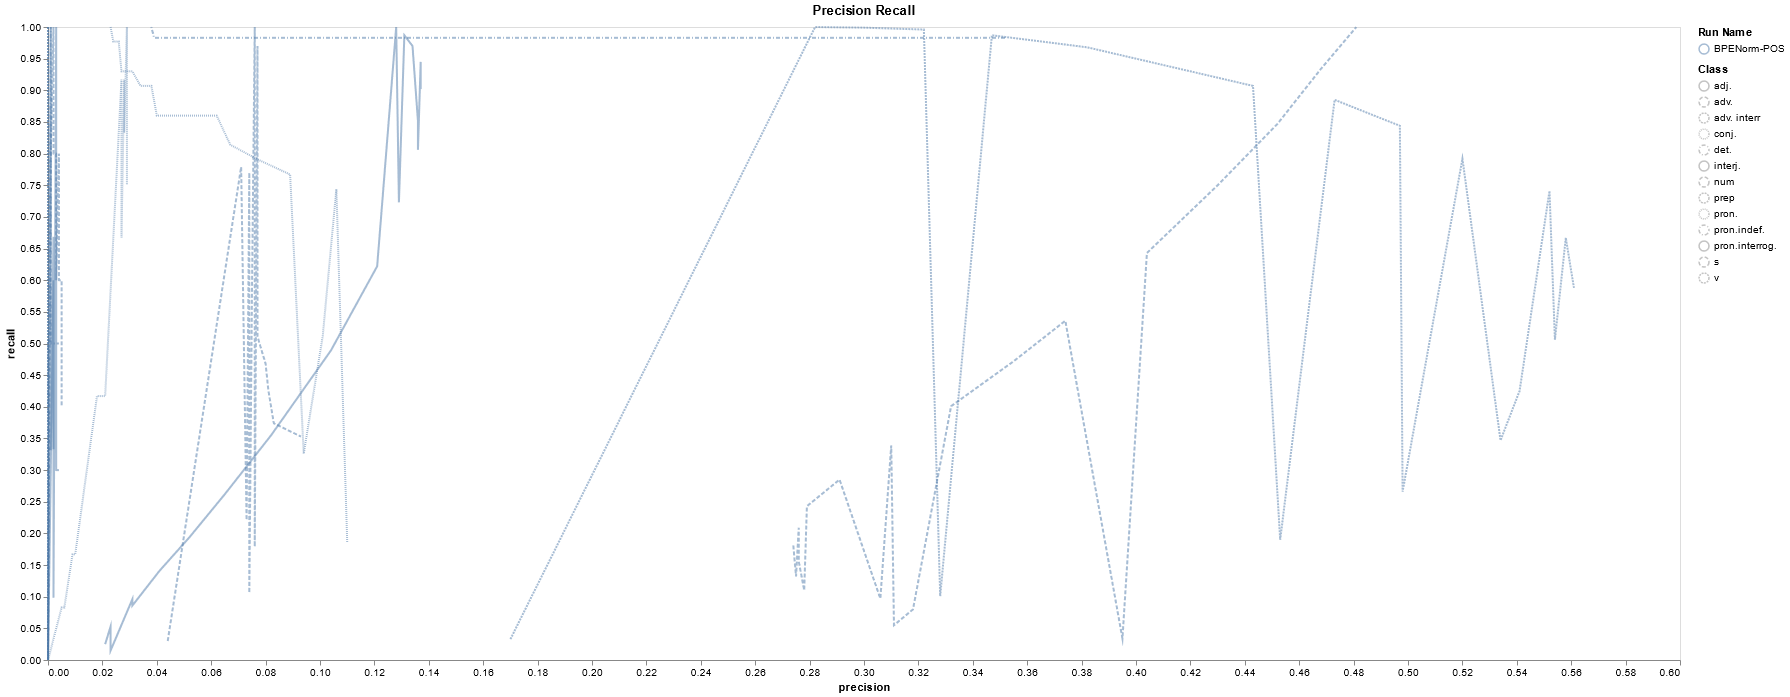 Precision Recall
1.00
0.95
0.90
0.85
0.80
0.75
0.70
0.65
0.60
0.55
0.50
0.45
0.40
0.35
0.30
0.25
0.20
0.15
0.10
0.05
0.00
recall
0.00 0.02 0.04 0.06 0.08 0.10 0.12 0.14 0.16 0.18 0.20 0.22 0.24 0.26 0.28 0.30 0.32 0.34 0.36 0.38 0.40 0.42 0.44 0.46 0.48 0.50 0.52 0.54 0.56 0.58 0.60
precision
Run Name
BPENorm-POS
Class
adj.
adv.
adv. interr
conj.
det.
interj.
num
prep
pron.
pron.indef.
pron.interrog.
s
v